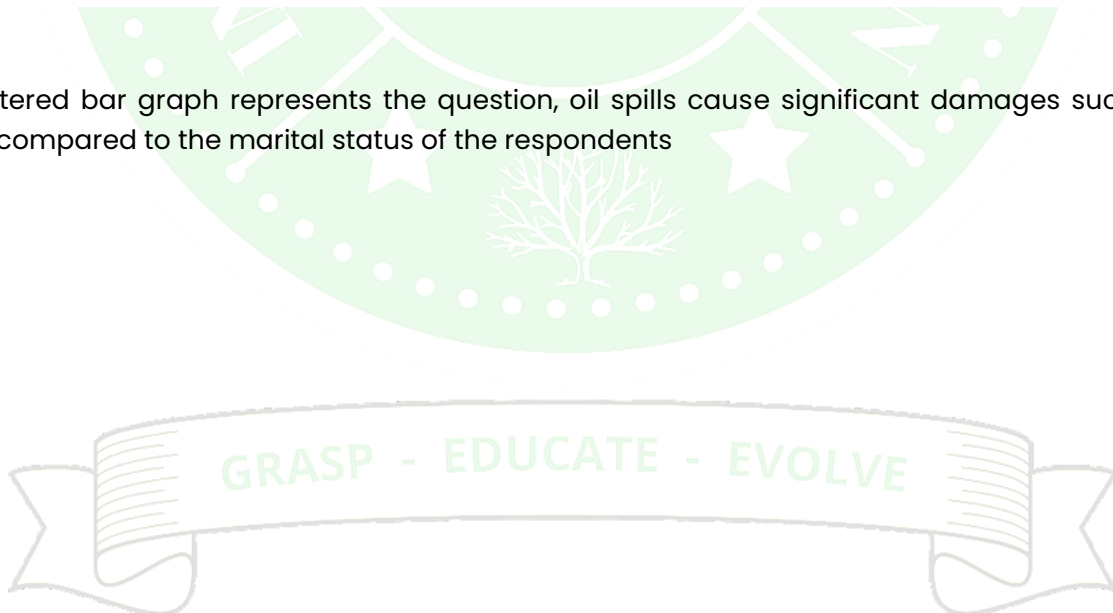 tered bar graph represents the question, oil spills cause significant damages suc
compared to the marital status of the respondents
GRASP - EDUCATE - EVOLVE